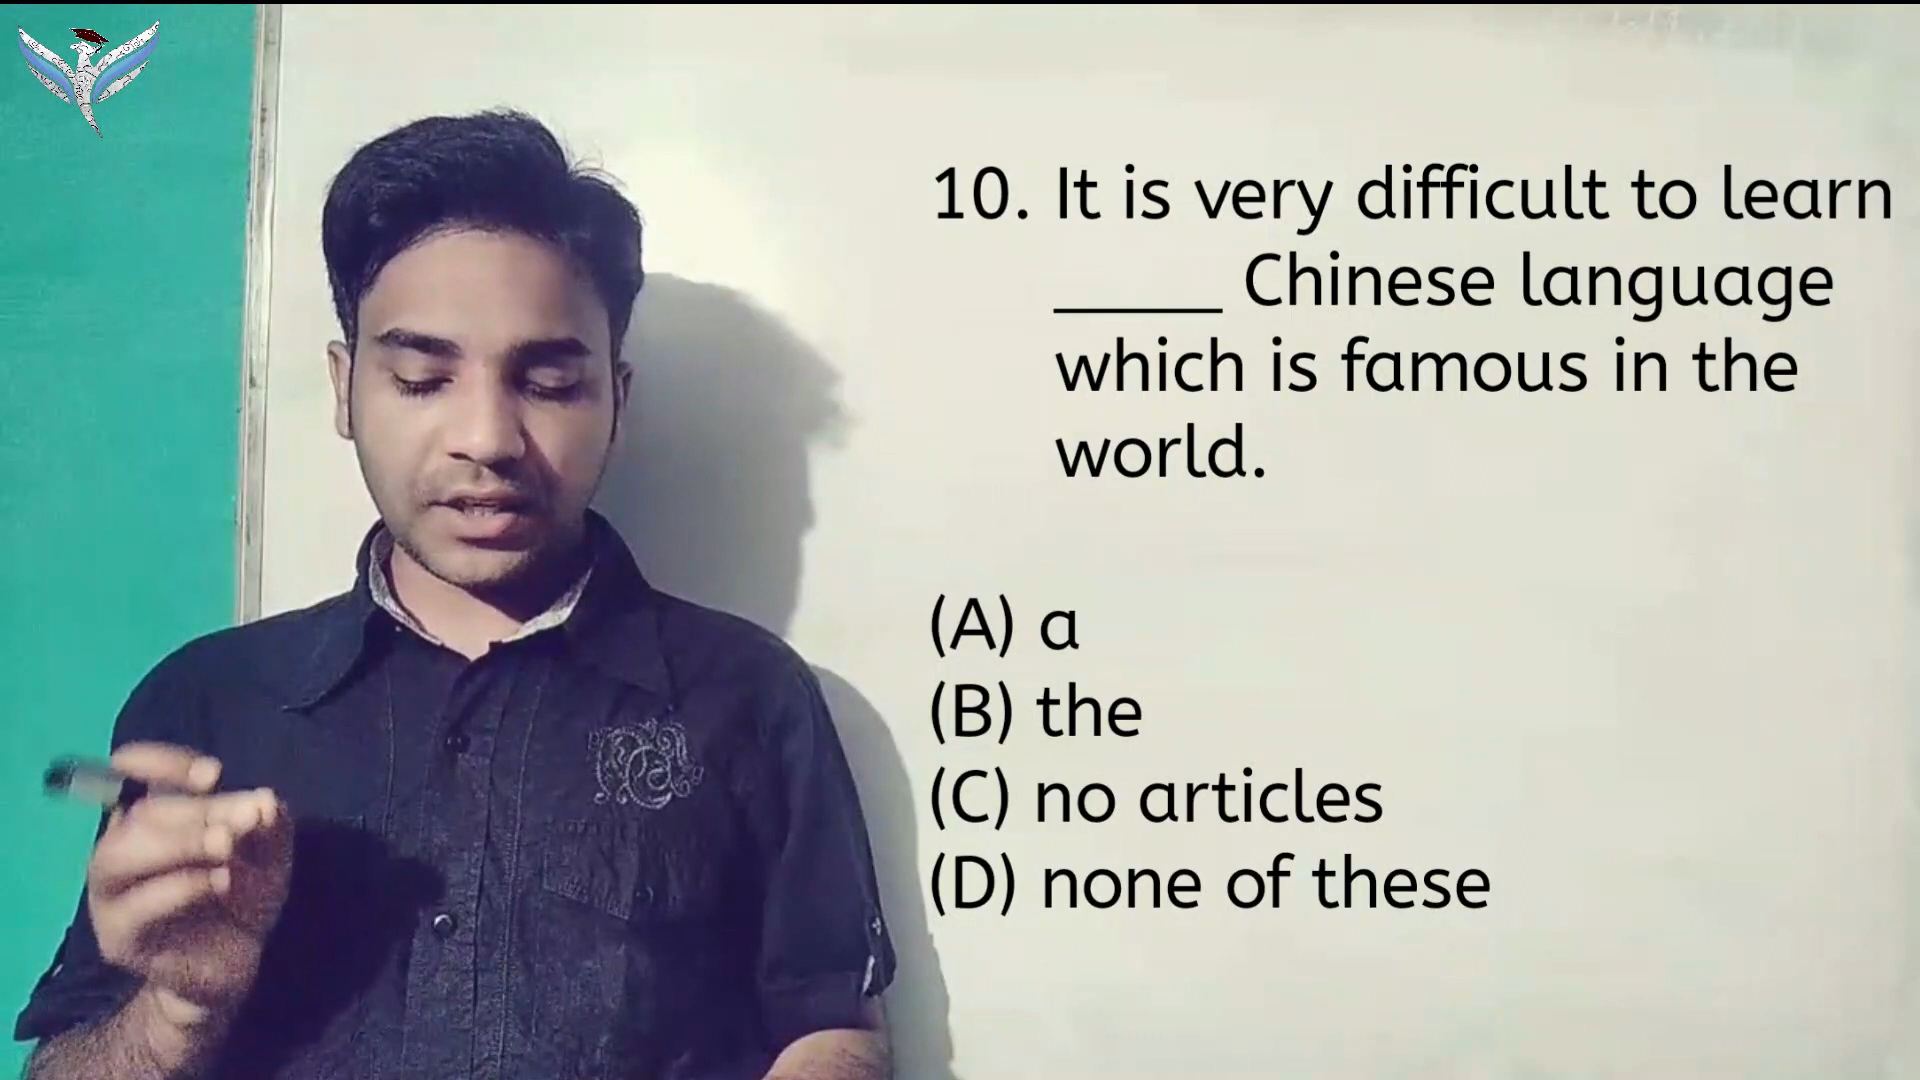 10. It is very difficult to learn
_____ Chinese language
which is famous in the
world.
(A) a
(B) the
(C) no articles
(D) none of these